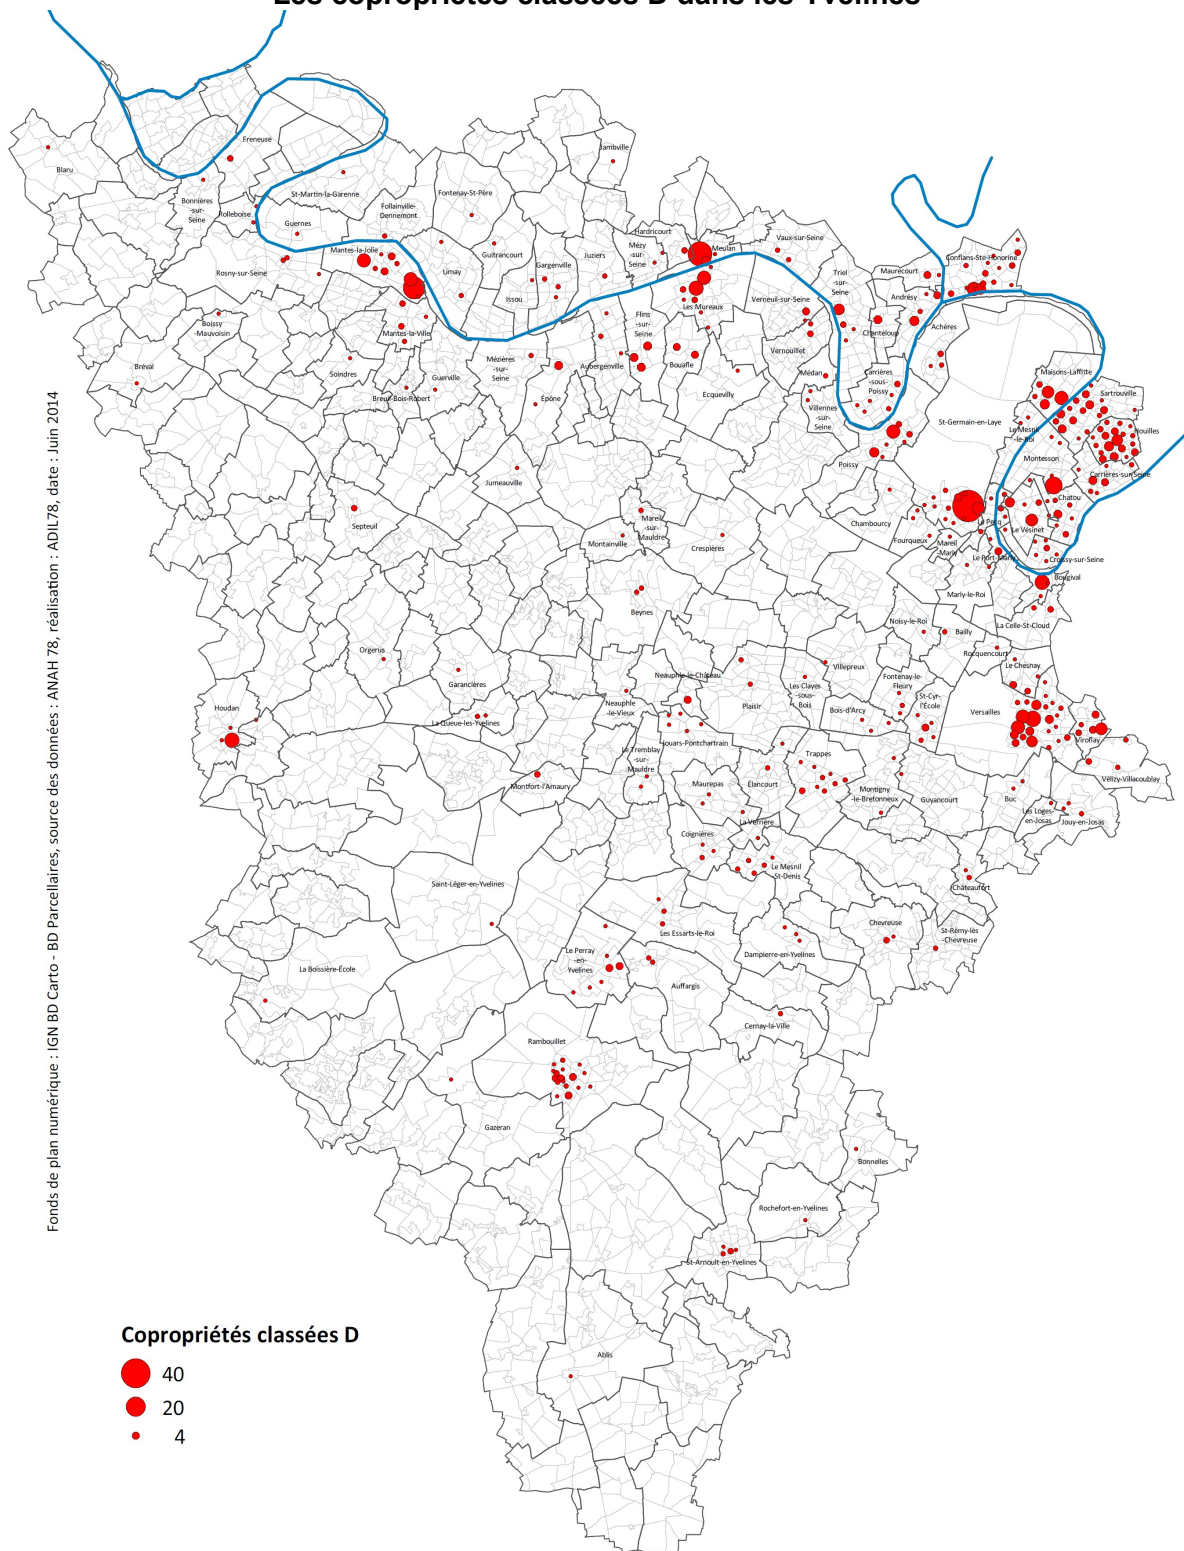 Les copropriétés classées D dans les Yvelines
Blaru
Freneuse
Bonnières
-sur-
Seine
Rolleboise
St-Martin-la-Garenne
Guernes
Follainville-
Dennemont
Fontenay-St-Père
Jambville
Hardricourt
Meulan
Mézy
-sur-
Seine
Vaux-sur-Seine
Conflans-Ste-Honorine
Maurecourt
Triel
-sur-
Seine
Andrésy
Mantes-la-Jolie
Rosny-sur-Seine
Limay
Guitrancourt
Gargenville
Juziers
Issou
Les Mureaux
Verneuil-sur-Seine
Chanteloup
Achères
Boissy
-Mauvoisin
Mantes-la-Ville
Flins
-sur-
Seine
Vernouillet
Bréval
Soindres
Mézières
-sur-
Seine
Aubergenville
Bouafle
Médan
Carrières
-sous-
Poissy
Maisons-Laffitte
Guerville
Breuil-Bois-Robert
Épône
Ecquevilly
Villennes
-sur-
Seine
Sartrouville
St-Germain-en-Laye
Le Mesnil
-le-Roi
Houilles
Montesson
Poissy
Carrières-sur-Seine
Jumeauville
Chatou
Septeuil
Mareil
-sur-
Mauldre
Montainville
Crespières
Chambourcy
Le Pecq
Le Vésinet
Fourqueux
Mareil
Marly
Le Port-Marly
Croissy-sur-Seine
Bougival
Marly-le-Roi
Beynes
La Celle-St-Cloud
Noisy-le-Roi
Bailly
Rocquencourt
Le Chesnay
Orgerus
Garancières
Neauphle-le-Château
Villepreux
Fontenay-le-
Fleury
Les Clayes
-sous-
Bois
St-Cyr-
l'École
Neauphle
-le-Vieux
Plaisir
Bois-d'Arcy
Versailles
Houdan
La Queue-les-Yvelines
Viroflay
Jouars-Pontchartrain
Le Tremblay
-sur-
Mauldre
Trappes
Vélizy-Villacoublay
Montfort-l'Amaury
Maurepas
Élancourt
Montigny
-le-Bretonneux
Guyancourt
Buc
Les Loges-
en-Josas
Jouy-en-Josas
La Verrière
Coignières
Le Mesnil
St-Denis
Châteaufort
Saint-Léger-en-Yvelines
Les Essarts-le-Roi
Chevreuse
St-Rémy-lès
-Chevreuse
Le Perray
-en-
Yvelines
Dampierre-en-Yvelines
La Boissière-École
Auffargis
Cernay-la-Ville
Rambouillet
Gazeran
Bonnelles
Rochefort-en-Yvelines
St-Arnoult-en-Yvelines
Ablis
Fonds de plan numérique : IGN BD Carto - BD Parcellaires, source des données : ANAH 78, réalisation : ADIL78, date : Juin 2014
Copropriétés classées D
40
20
4